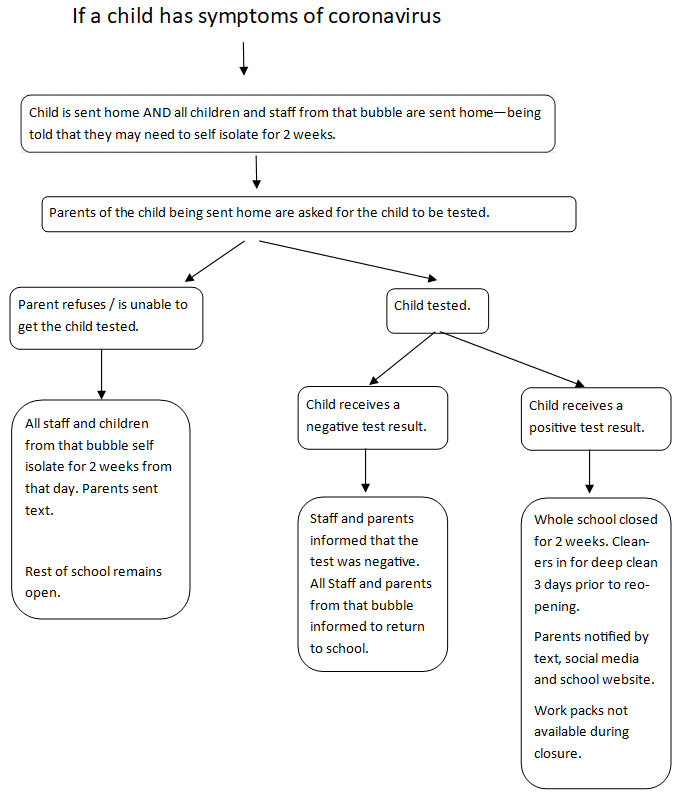 If a child has symptoms of coronavirus
Child is sent home AND all children and staff from that bubble are sent home—being
told that they may need to self isolate for 2 weeks.
Parents of the child being sent home are asked for the child to be tested.
Parent refuses / is unable to
get the child tested.
Child tested.
All staff and children
from that bubble self
isolate for 2 weeks from
that day. Parents sent
text.
Rest of school remains
open.
Child receives a
negative test result.
Child receives a
positive test result.
Staff and parents
informed that the
test was negative.
All Staff and parents
from that bubble
informed to return
to school.
Whole school closed
for 2 weeks. Clean-
ers in for deep clean
3 days prior to reo-
pening.
Parents notified by
text, social media
and school website.
Work packs not
available during
closure.